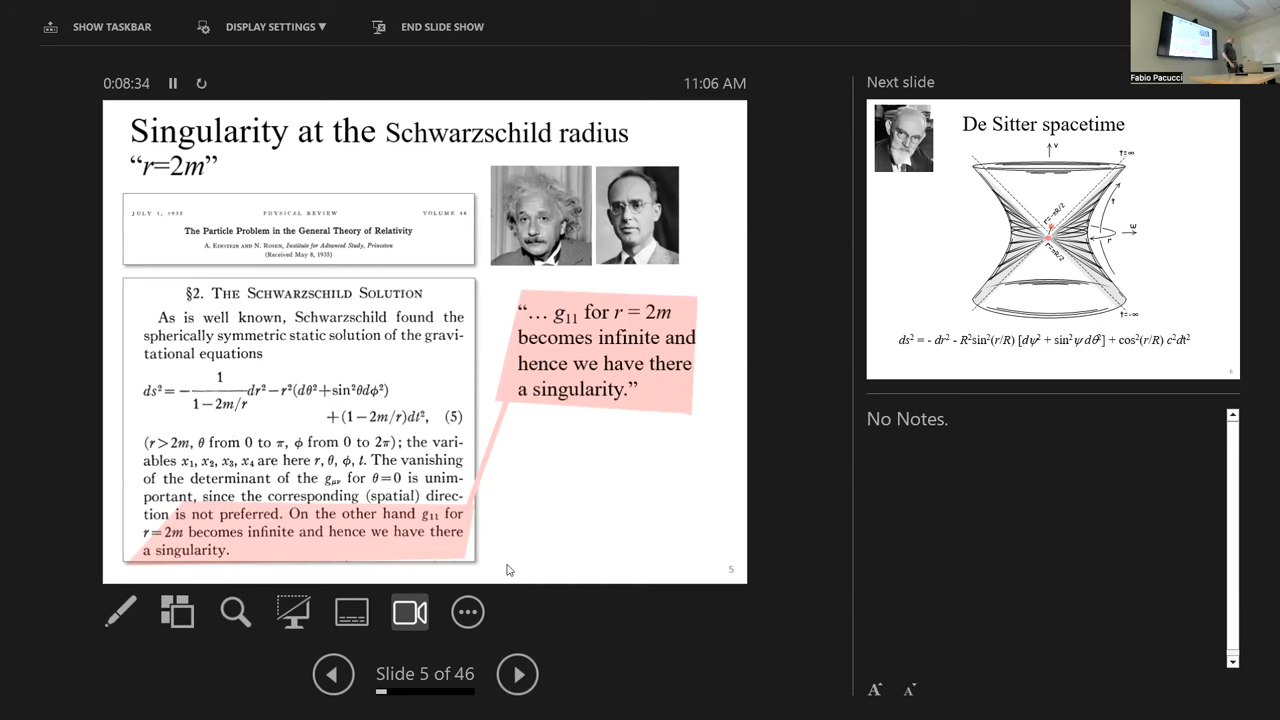 SHOW TASKBAR
DISPLAY SETTINGS ▼
END SLIDE SHOW
Fabio Pacucci
0:08:34
11:06 AM
Singularity at the Schwarzschild radius
“r=2m”
JULY 1, 1935 PHYSICAL REVIEW VOLUME 48
The Particle Problem in the General Theory of Relativity
A. EINSTEIN AND N. ROSEN, Institute for Advanced Study, Princeton
(Received May 8, 1935)
§2. THE SCHWARZSCHILD SOLUTION
As is well known, Schwarzschild found the
spherically symmetric static solution of the gravi-
tational equations
ds²= − 1/(1−2m/r) dr²−r²(dθ²+sin²θdϕ²)
+(1−2m/r)dt², (5)
(r>2m, θ from 0 to π, ϕ from 0 to 2π); the vari-
ables x₁, x₂, x₃, x₄ are here r, θ, ϕ, t. The vanishing
of the determinant of the gμν for θ=0 is unim-
portant, since the corresponding (spatial) direc-
tion is not preferred. On the other hand g₁₁ for
r=2m becomes infinite and hence we have there
a singularity.
“… g₁₁ for r = 2m
becomes infinite and
hence we have there
a singularity.”
5
Slide 5 of 46
Next slide
De Sitter spacetime
v
t=∞
t
r=πR/2
w
r
r=-πR/2
t=-∞
ds² = - dr² - R²sin²(r/R) [dψ² + sin²ψ dθ²] + cos²(r/R) c²dt²
6
No Notes.
A A